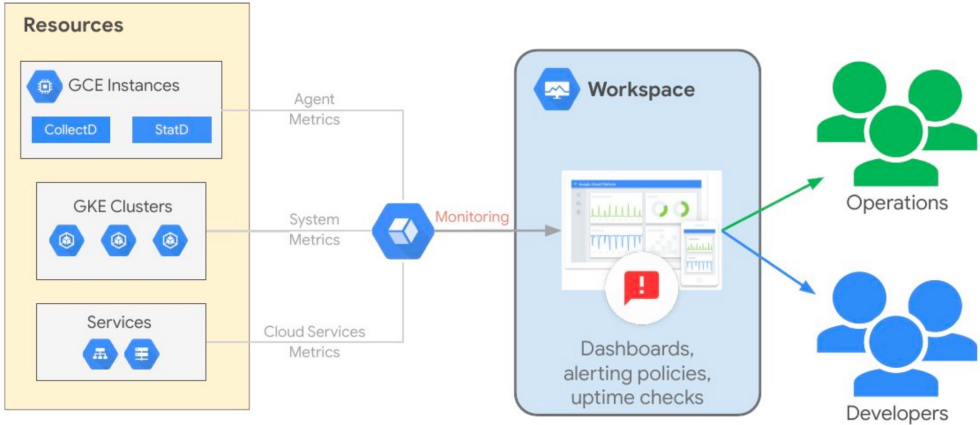 Resources
GCE Instances
CollectD
StatD
GKE Clusters
Services
Agent
Metrics
System
Metrics
Cloud Services
Metrics
Monitoring
Workspace
Dashboards,
alerting policies,
uptime checks
Operations
Developers